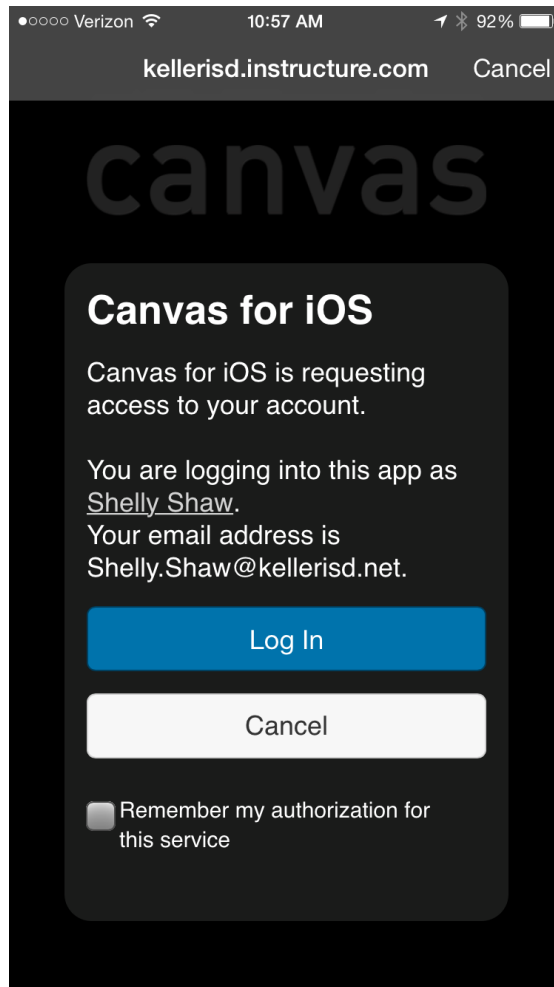 Verizon 10:57 AM 92%
kellerisd.instructure.com Cancel
canvas
Canvas for iOS
Canvas for iOS is requesting
access to your account.
You are logging into this app as
Shelly Shaw.
Your email address is
Shelly.Shaw@kellerisd.net.
Log In
Cancel
Remember my authorization for
this service